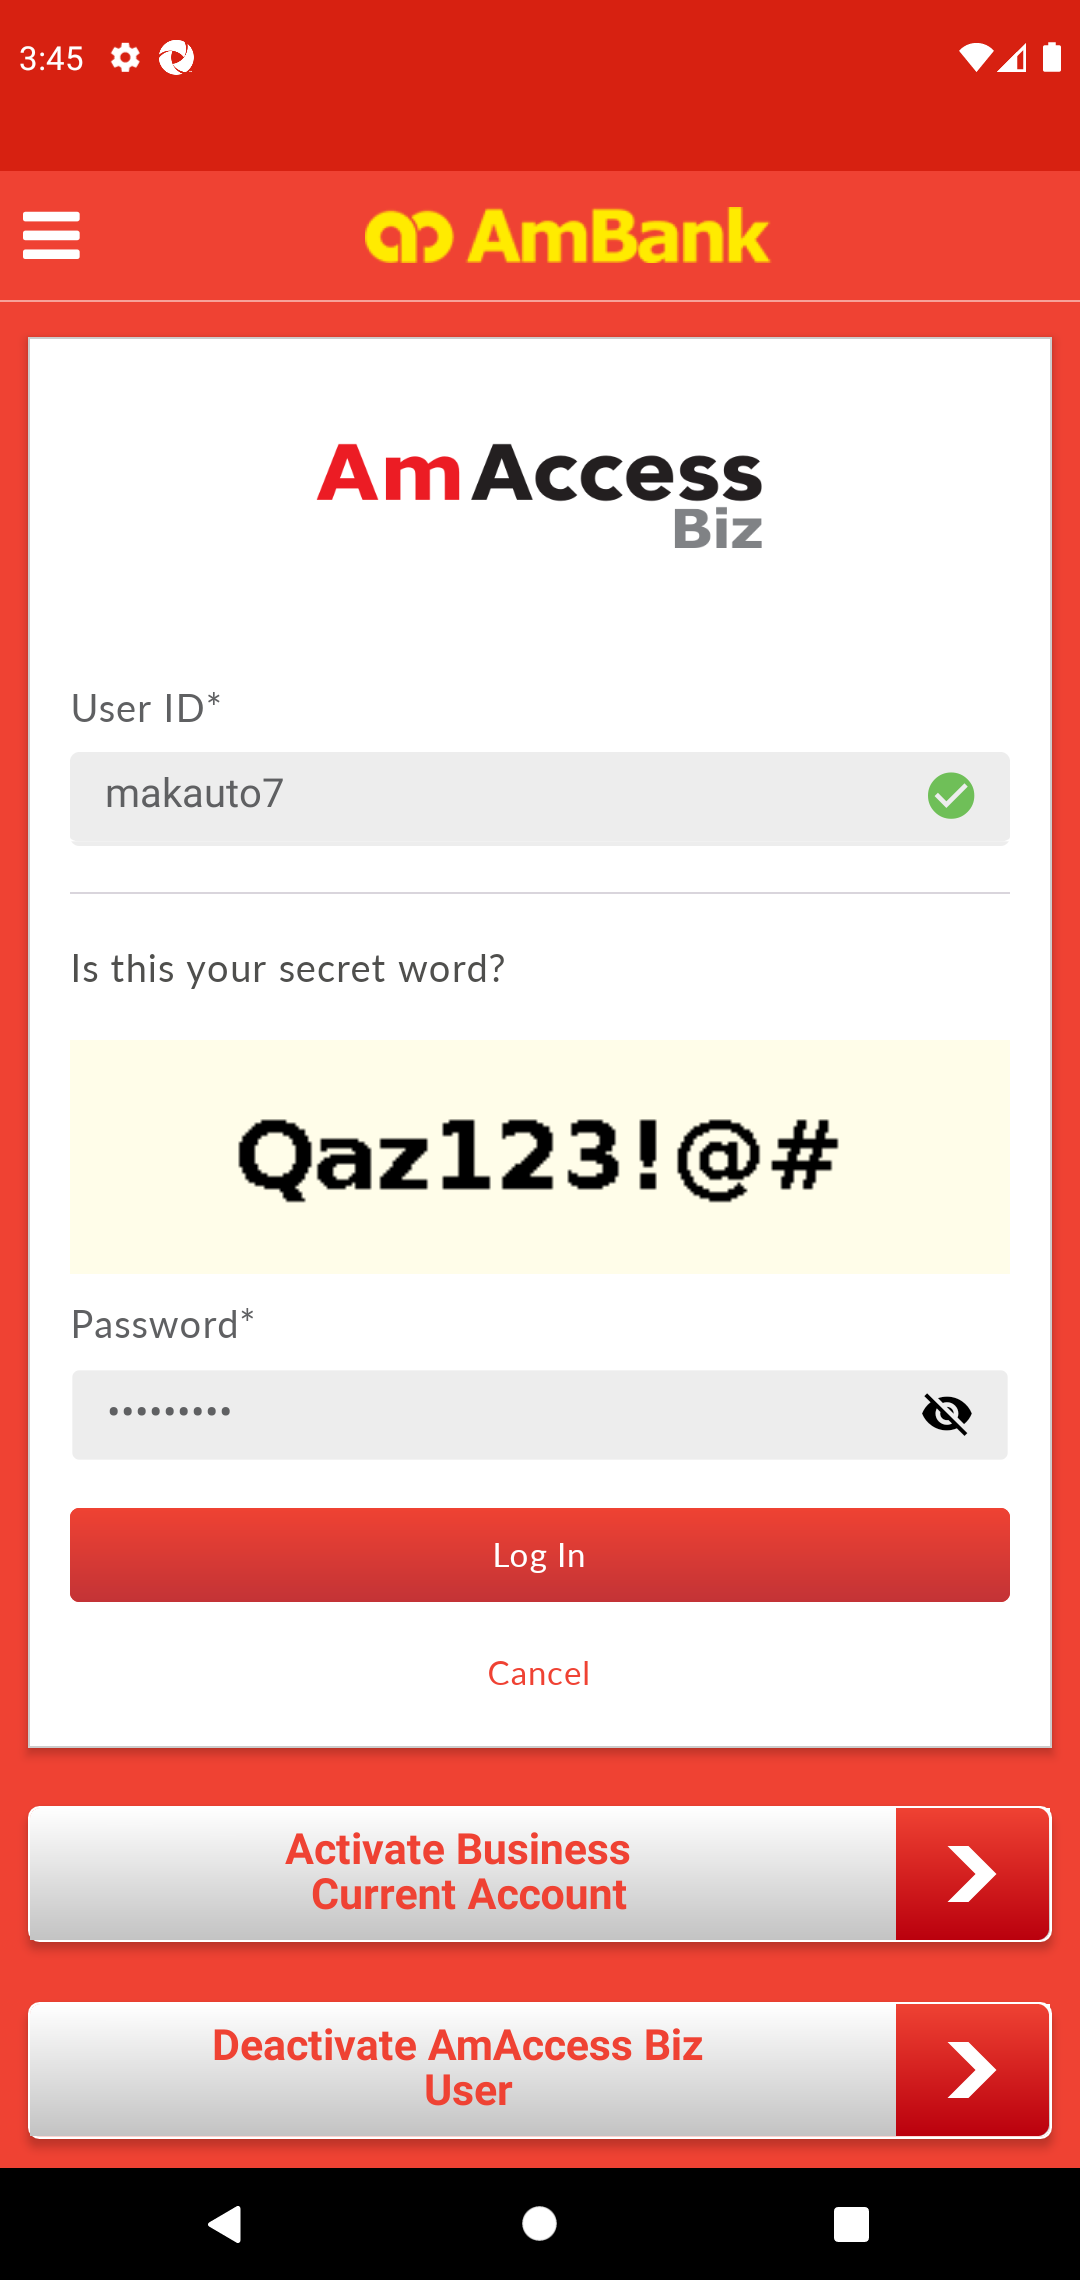 3:45
AmBank
AmAccess
Biz
User ID*
makauto7
Is this your secret word?
Qaz123!@#
Password*
•••••••••
Log In
Cancel
Activate Business
Current Account
Deactivate AmAccess Biz
User